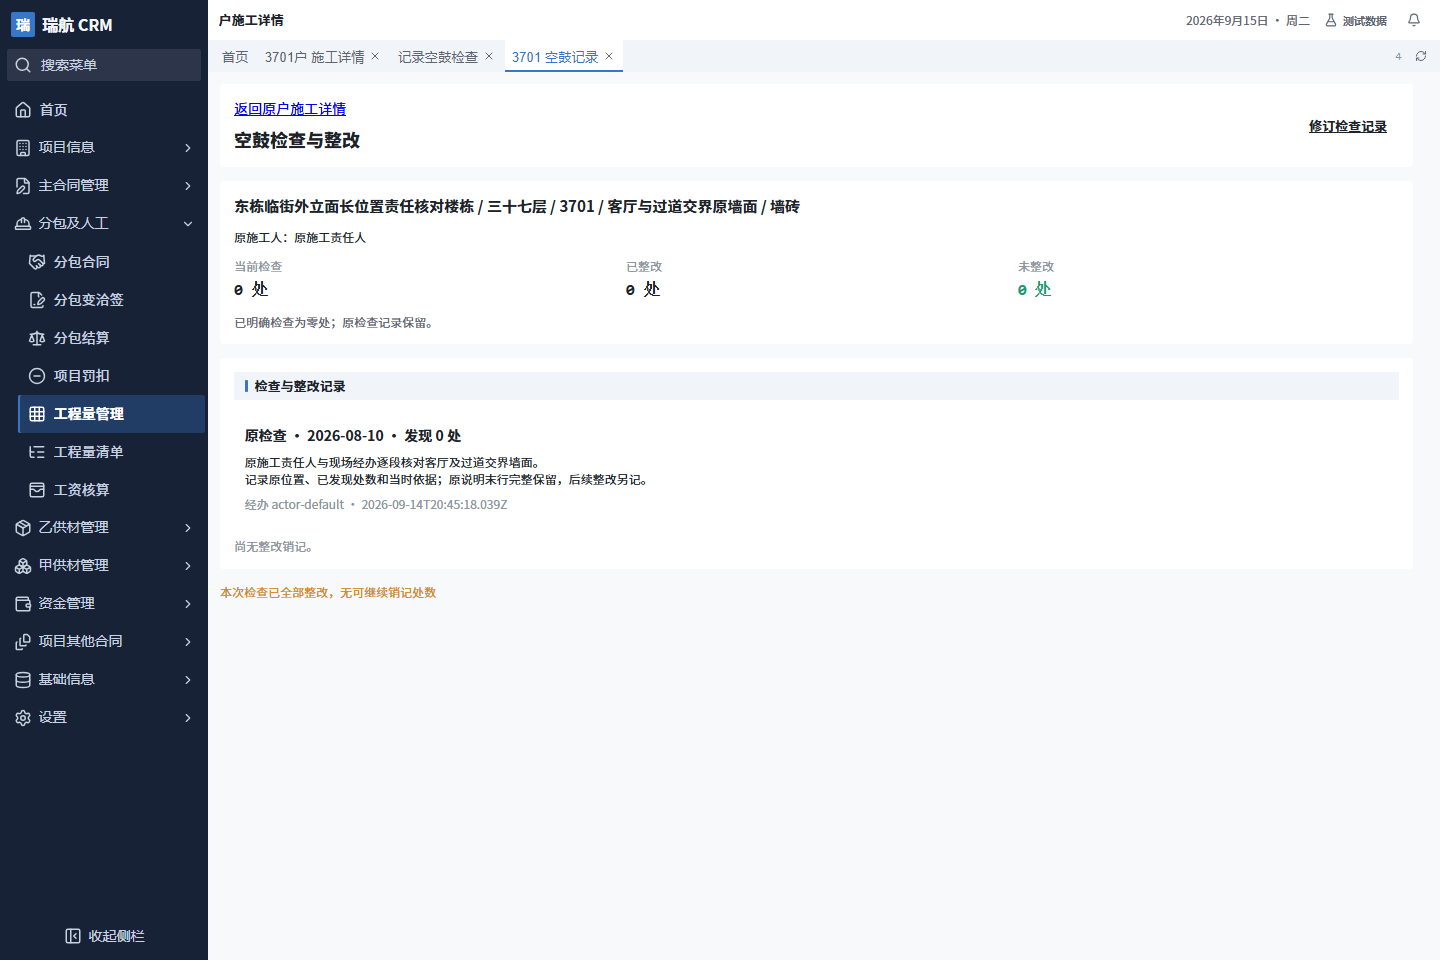 瑞 瑞航 CRM
搜索菜单
首页
项目信息
主合同管理
分包及人工
分包合同
分包变洽签
分包结算
项目罚扣
工程量管理
工程量清单
工资核算
乙供材管理
甲供材管理
资金管理
项目其他合同
基础信息
设置
收起侧栏
户施工详情
2026年9月15日 • 周二 测试数据
首页 3701户 施工详情 × 记录空鼓检查 × 3701 空鼓记录 × 4
返回原户施工详情
空鼓检查与整改
修订检查记录
东栋临街外立面长位置责任核对楼栋 / 三十七层 / 3701 / 客厅与过道交界原墙面 / 墙砖
原施工人：原施工责任人
当前检查 已整改 未整改
0 处 0 处 0 处
已明确检查为零处；原检查记录保留。
检查与整改记录
原检查 • 2026-08-10 • 发现 0 处
原施工责任人与现场经办逐段核对客厅及过道交界墙面。
记录原位置、已发现处数和当时依据；原说明末行完整保留，后续整改另记。
经办 actor-default • 2026-09-14T20:45:18.039Z
尚无整改销记。
本次检查已全部整改，无可继续销记处数